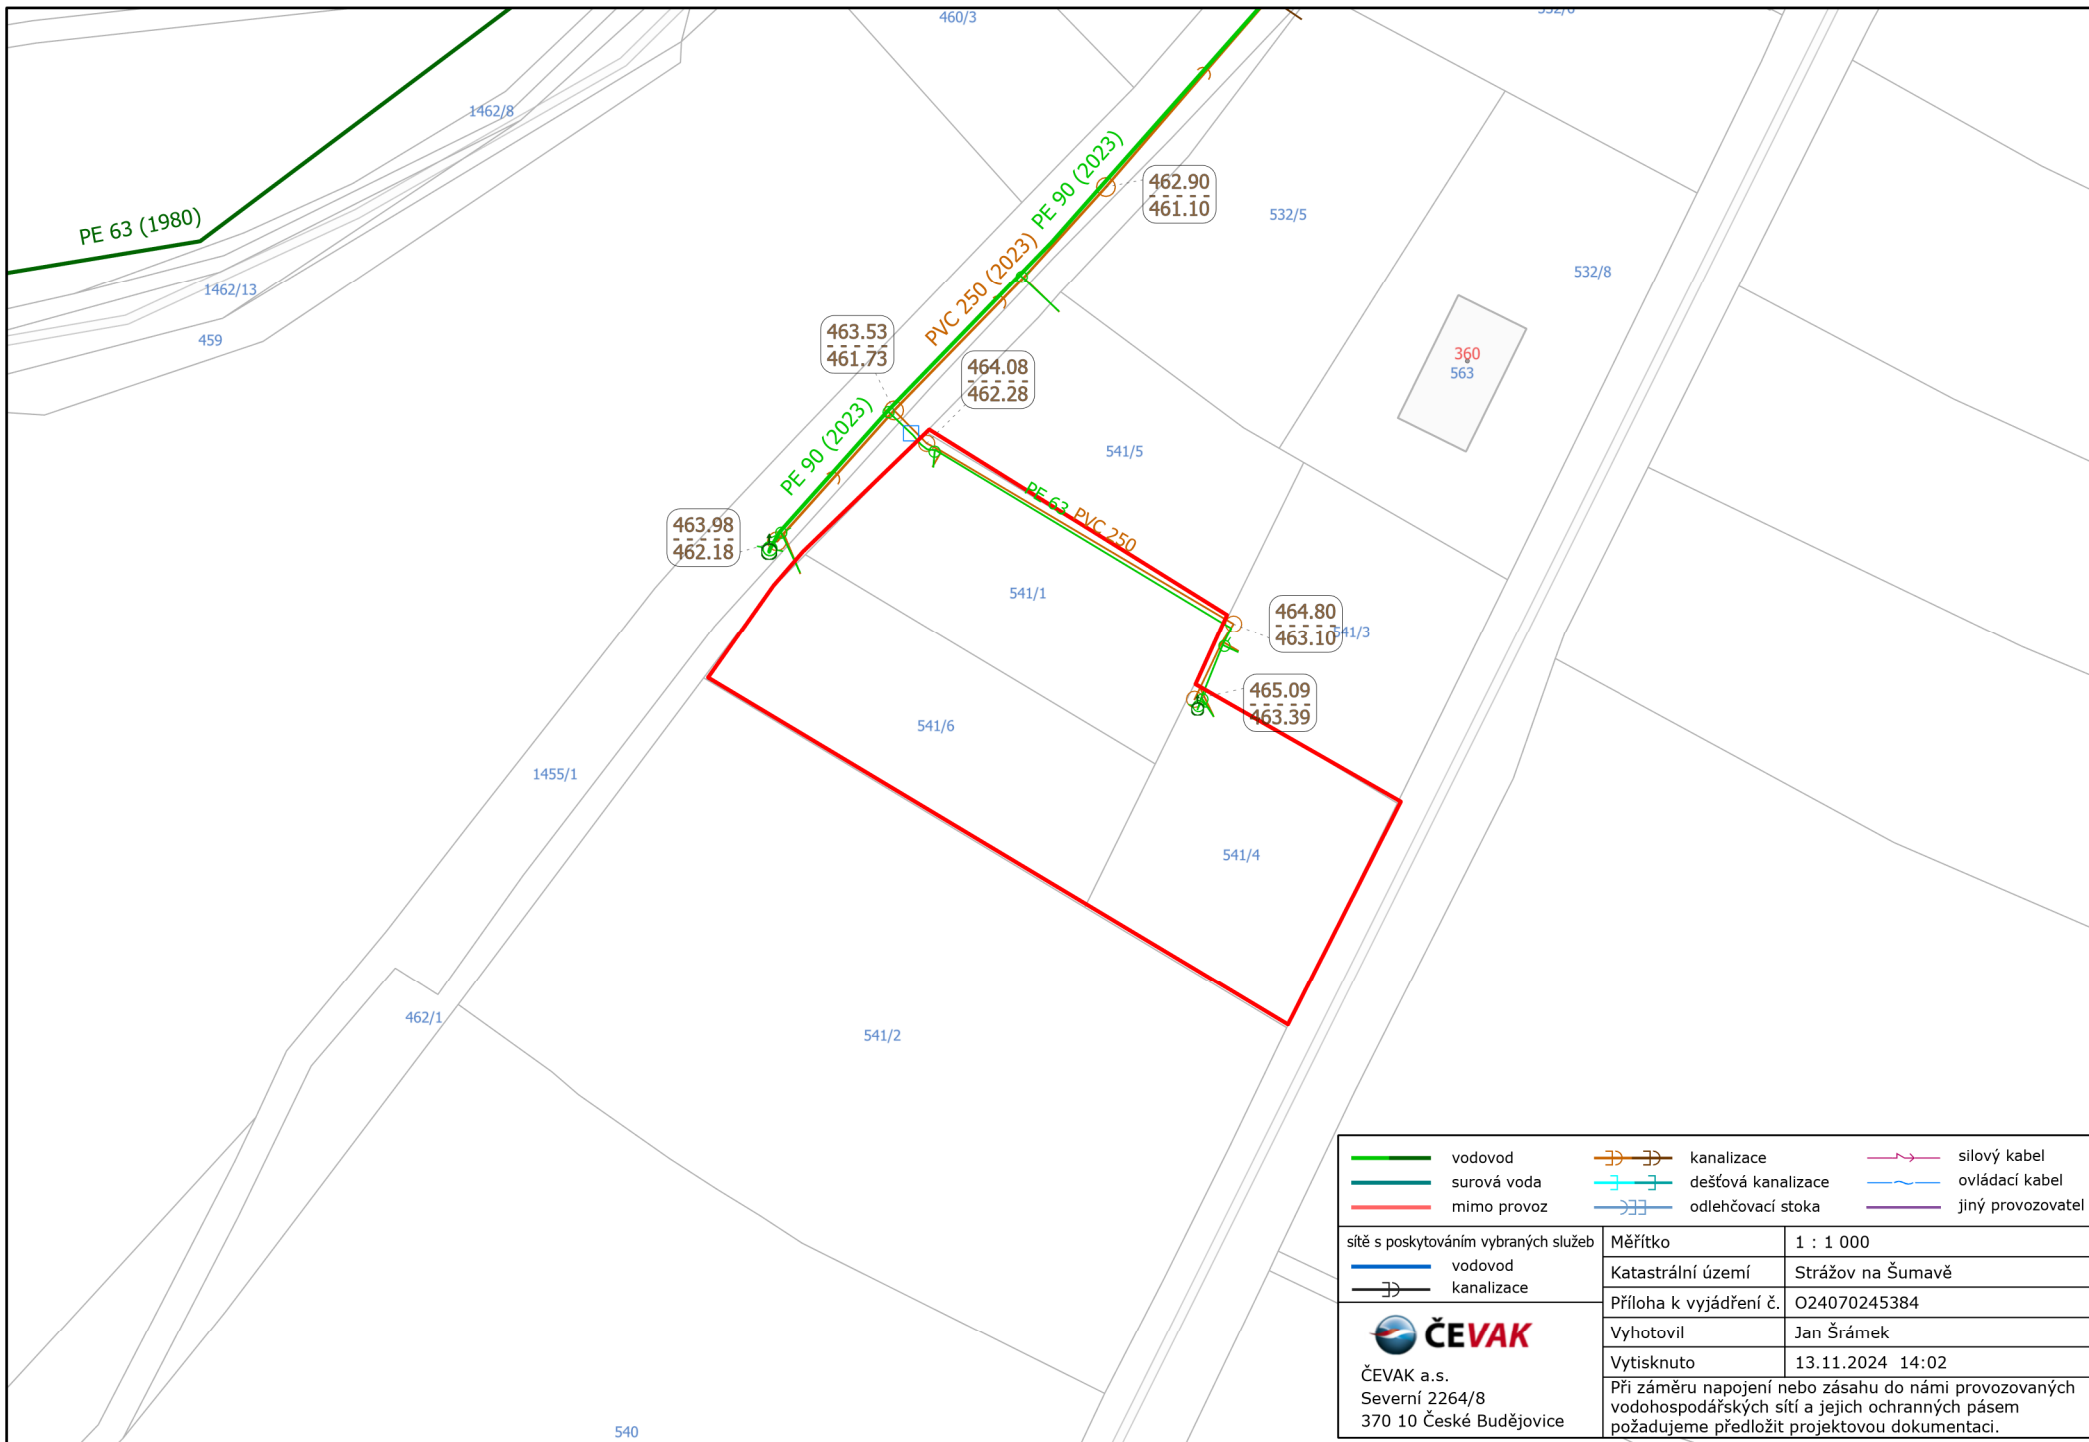 460/3
1462/8
PE 63 (1980)
PE 90 (2023)
462.90
461.10
532/5
532/8
PVC 250 (2023)
1462/13
459
463.53
461.73
464.08
462.28
360
563
PE 90 (2023)
541/5
463.98
462.18
PE 63
PVC 250
541/1
464.80
463.10
541/3
465.09
463.39
541/6
1455/1
541/4
462/1
541/2
540
vodovod
surová voda
mimo provoz
kanalizace
dešťová kanalizace
odlehčovací stoka
silový kabel
ovládací kabel
jiný provozovatel
sítě s poskytováním vybraných služeb
vodovod
kanalizace
Měřítko 1 : 1 000
Katastrální území Strážov na Šumavě
Příloha k vyjádření č. O24070245384
Vyhotovil Jan Šrámek
Vytisknuto 13.11.2024 14:02
ČEVAK
ČEVAK a.s.
Severní 2264/8
370 10 České Budějovice
Při záměru napojení nebo zásahu do námi provozovaných
vodohospodářských sítí a jejich ochranných pásem
požadujeme předložit projektovou dokumentaci.